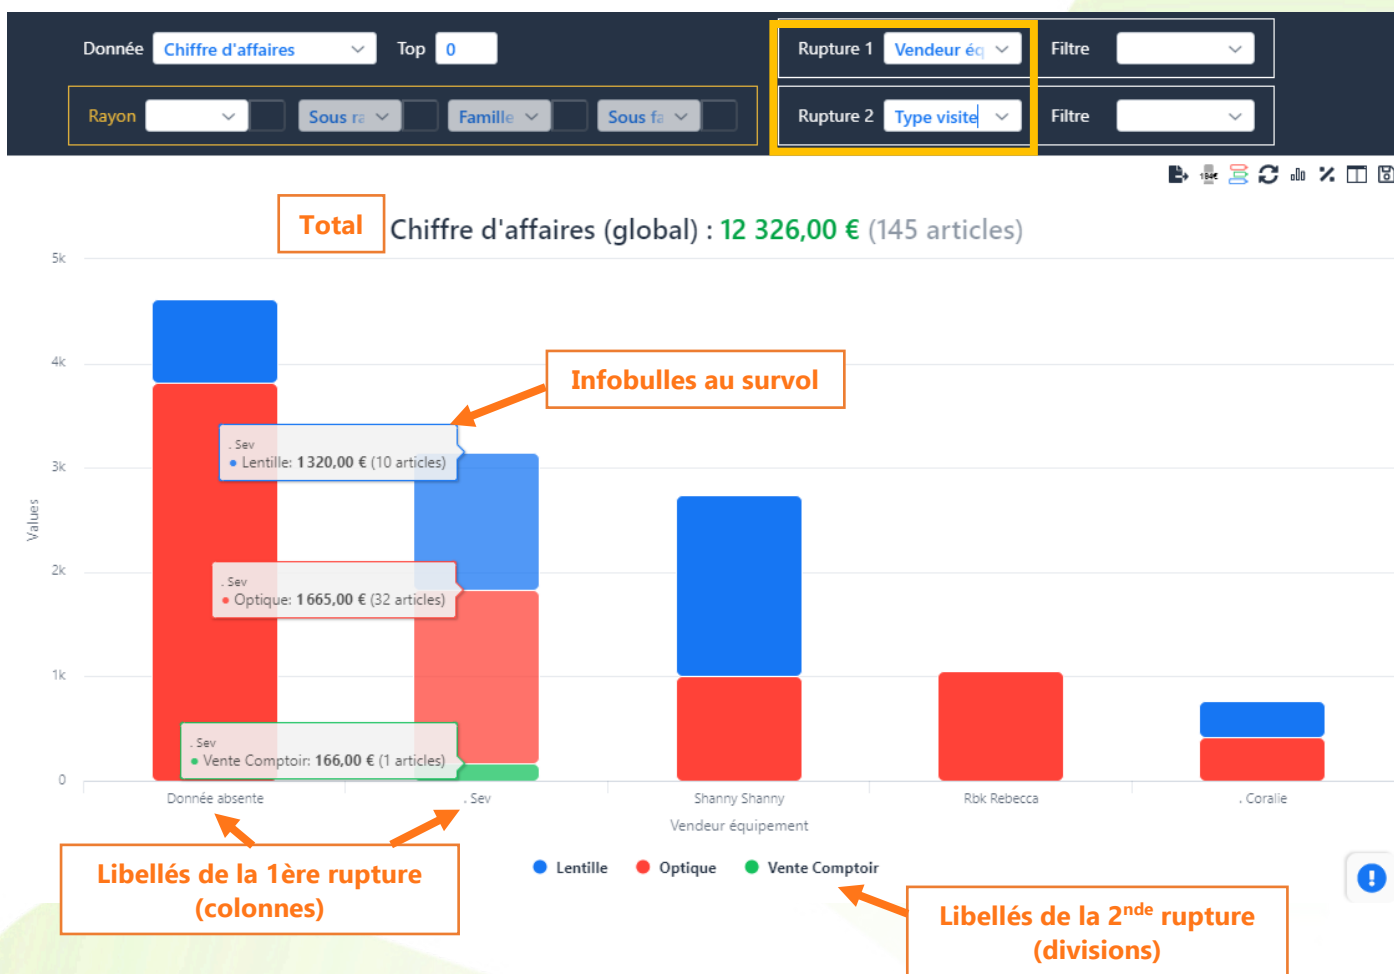 Donnée Chiffre d'affaires Top 0 Rupture 1 Vendeur éq Filtre
Rayon Sous ra Famille Sous fa Rupture 2 Type visite Filtre
Total Chiffre d'affaires (global) : 12 326,00 € (145 articles)
5k
4k
Infobulles au survol
. Sev
Lentille: 1 320,00 € (10 articles)
3k
Values
2k
. Sev
Optique: 1 665,00 € (32 articles)
1k
. Sev
Vente Comptoir: 166,00 € (1 articles)
0
Donnée absente . Sev Shanny Shanny Rbk Rebecca . Coralie
Vendeur équipement
Lentille Optique Vente Comptoir
Libellés de la 1ère rupture
(colonnes)
Libellés de la 2nde rupture
(divisions)